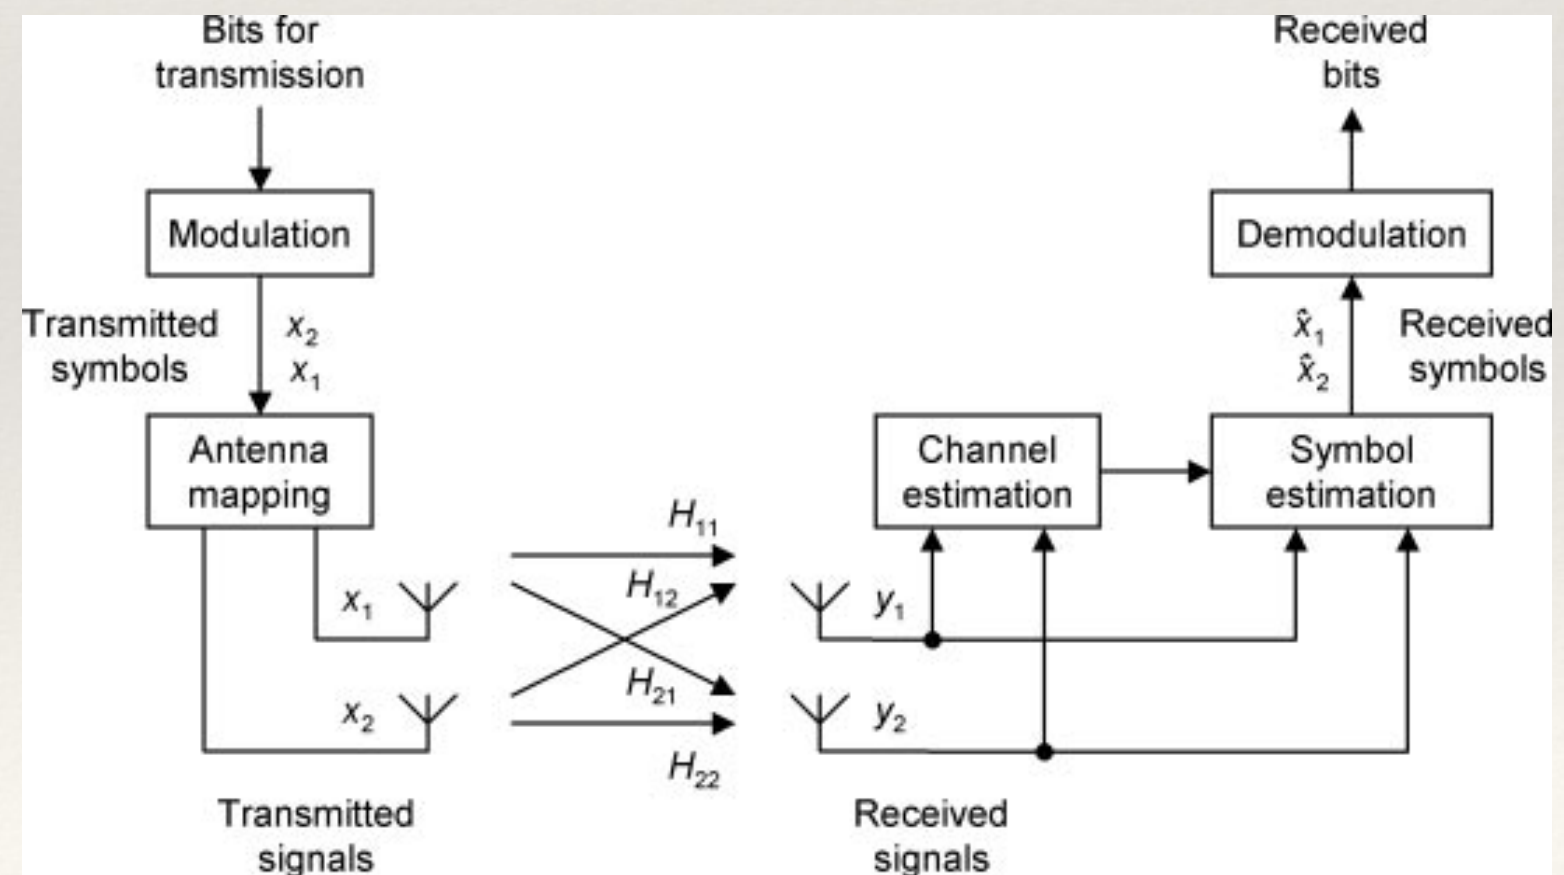 Bits for
transmission
Received
bits
Modulation
Demodulation
Transmitted
symbols
x₂
x₁
x̂₁
x̂₂
Received
symbols
Antenna
mapping
Channel
estimation
Symbol
estimation
H₁₁
H₁₂
x₁
y₁
H₂₁
x₂
y₂
H₂₂
Transmitted
signals
Received
signals